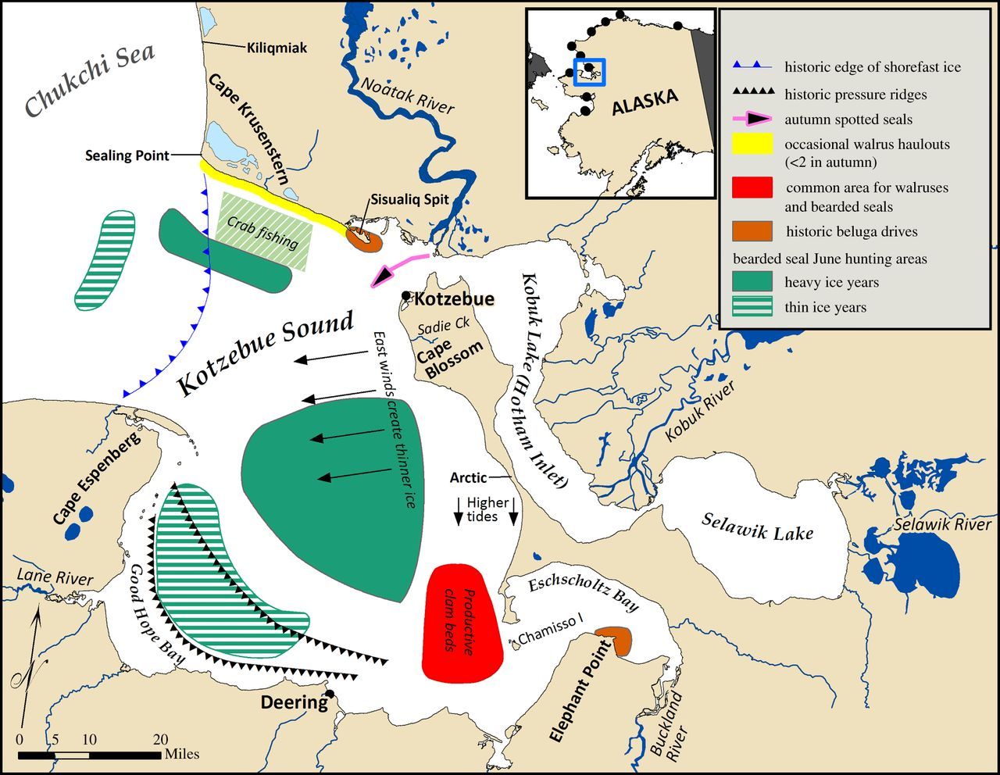 Chukchi Sea
Kiliqmiak
Cape Krusenstern
Noatak River
Sealing Point
Sisualiq Spit
Crab fishing
ALASKA
historic edge of shorefast ice
historic pressure ridges
autumn spotted seals
occasional walrus haulouts
(<2 in autumn)
common area for walruses
and bearded seals
historic beluga drives
bearded seal June hunting areas
heavy ice years
thin ice years
Kotzebue
Sadie Ck
Cape
Blossom
Kotzebue Sound
East winds create thinner ice
Kobuk Lake (Hotham Inlet)
Kobuk River
Cape Espenberg
Arctic
Higher
tides
Selawik Lake
Selawik River
Lane River
Good Hope Bay
Eschscholtz Bay
Productive
clam beds
Chamisso I
Elephant Point
Buckland
River
Deering
0 5 10 20
Miles
N